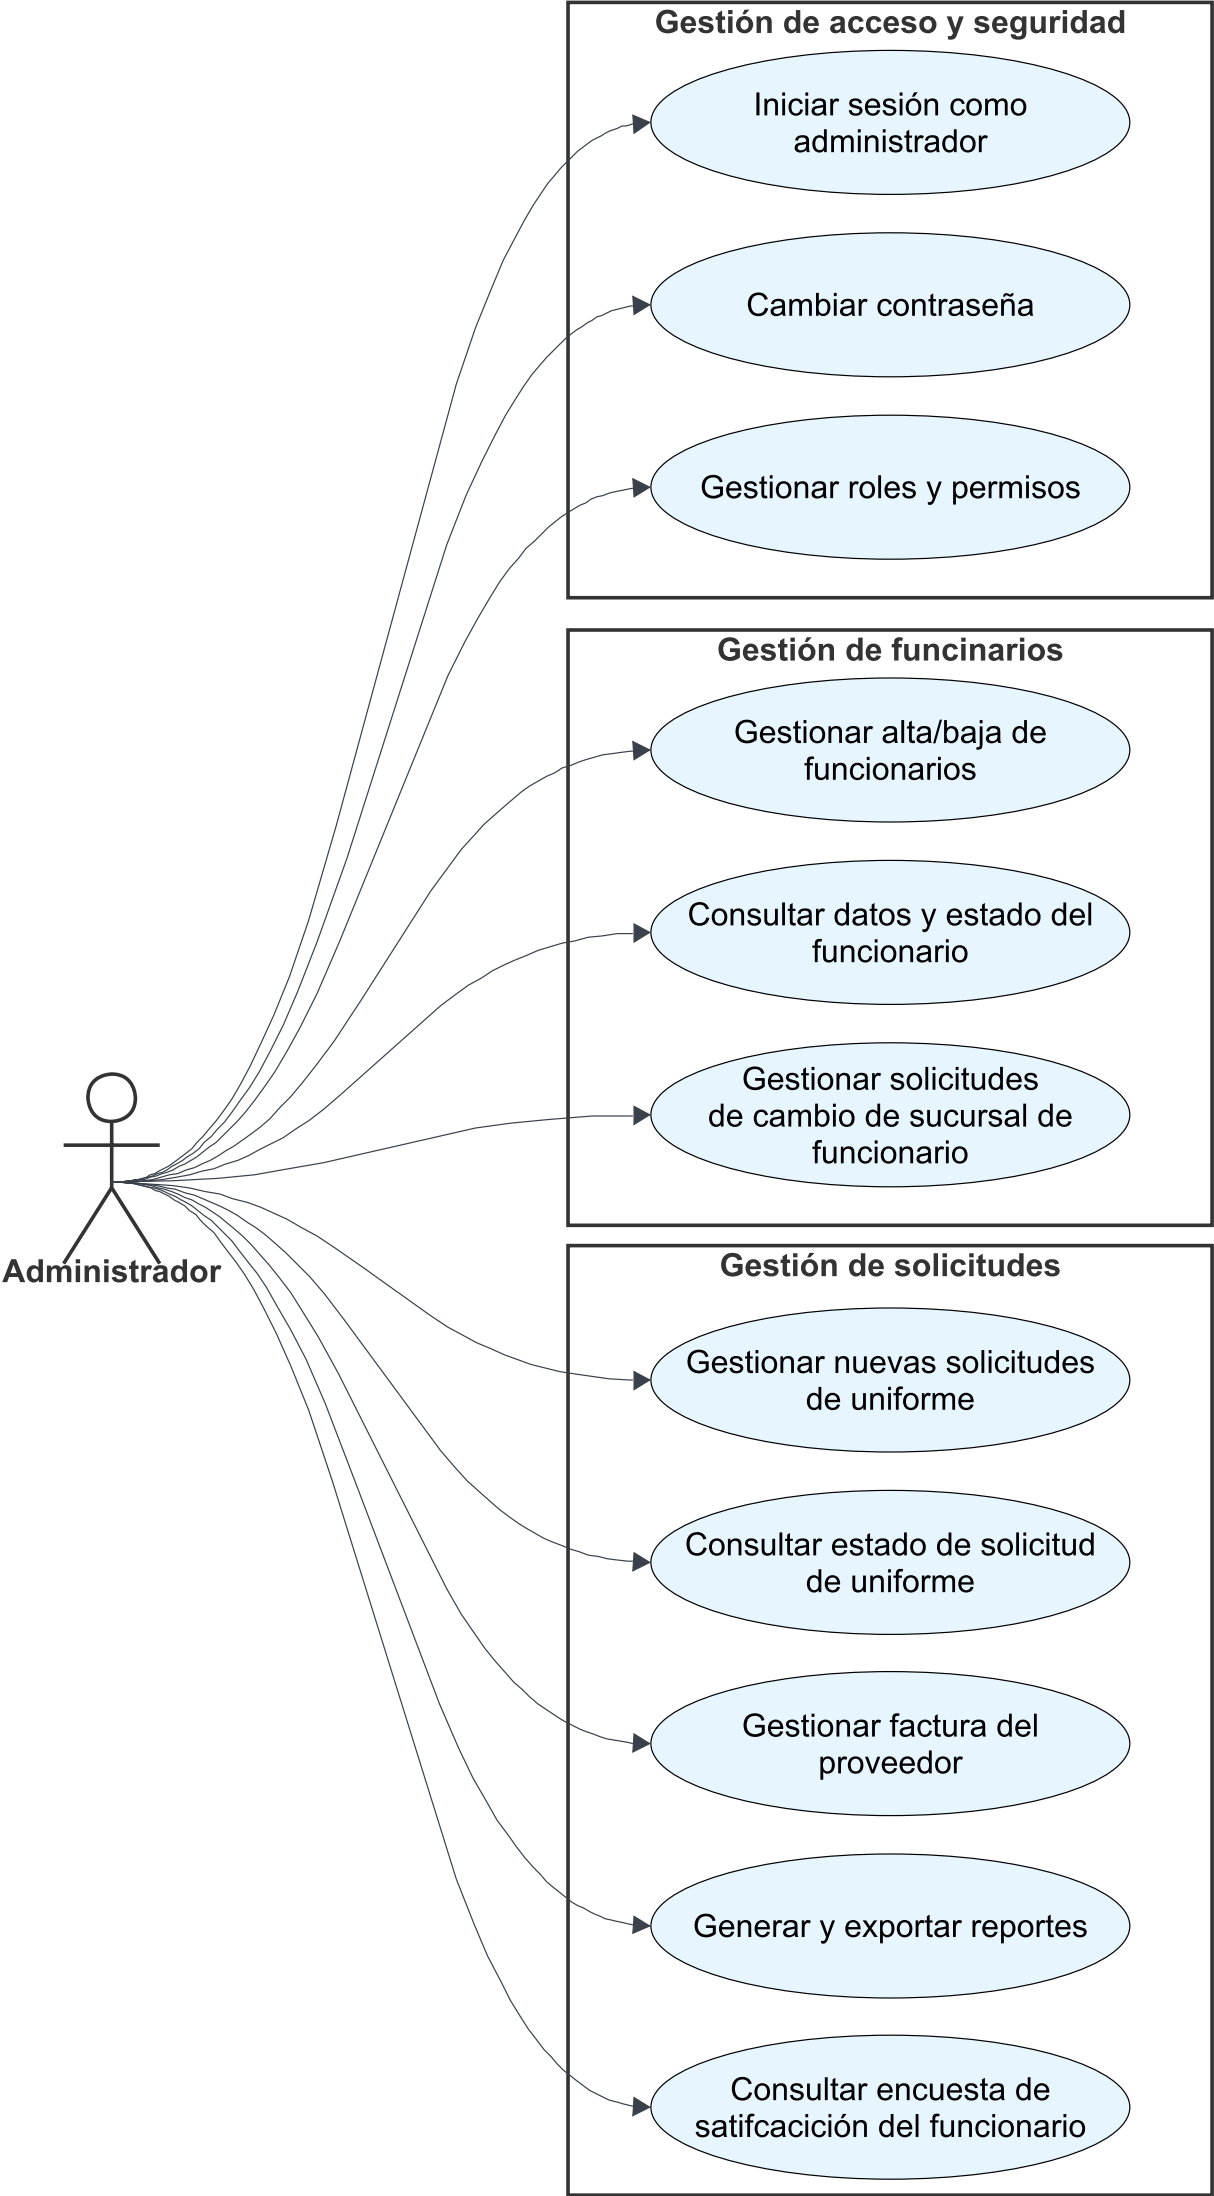 Gestión de acceso y seguridad
Iniciar sesión como
administrador
Cambiar contraseña
Gestionar roles y permisos
Gestión de funcinarios
Gestionar alta/baja de
funcionarios
Consultar datos y estado del
funcionario
Gestionar solicitudes
de cambio de sucursal de
funcionario
Administrador
Gestión de solicitudes
Gestionar nuevas solicitudes
de uniforme
Consultar estado de solicitud
de uniforme
Gestionar factura del
proveedor
Generar y exportar reportes
Consultar encuesta de
satifcacición del funcionario